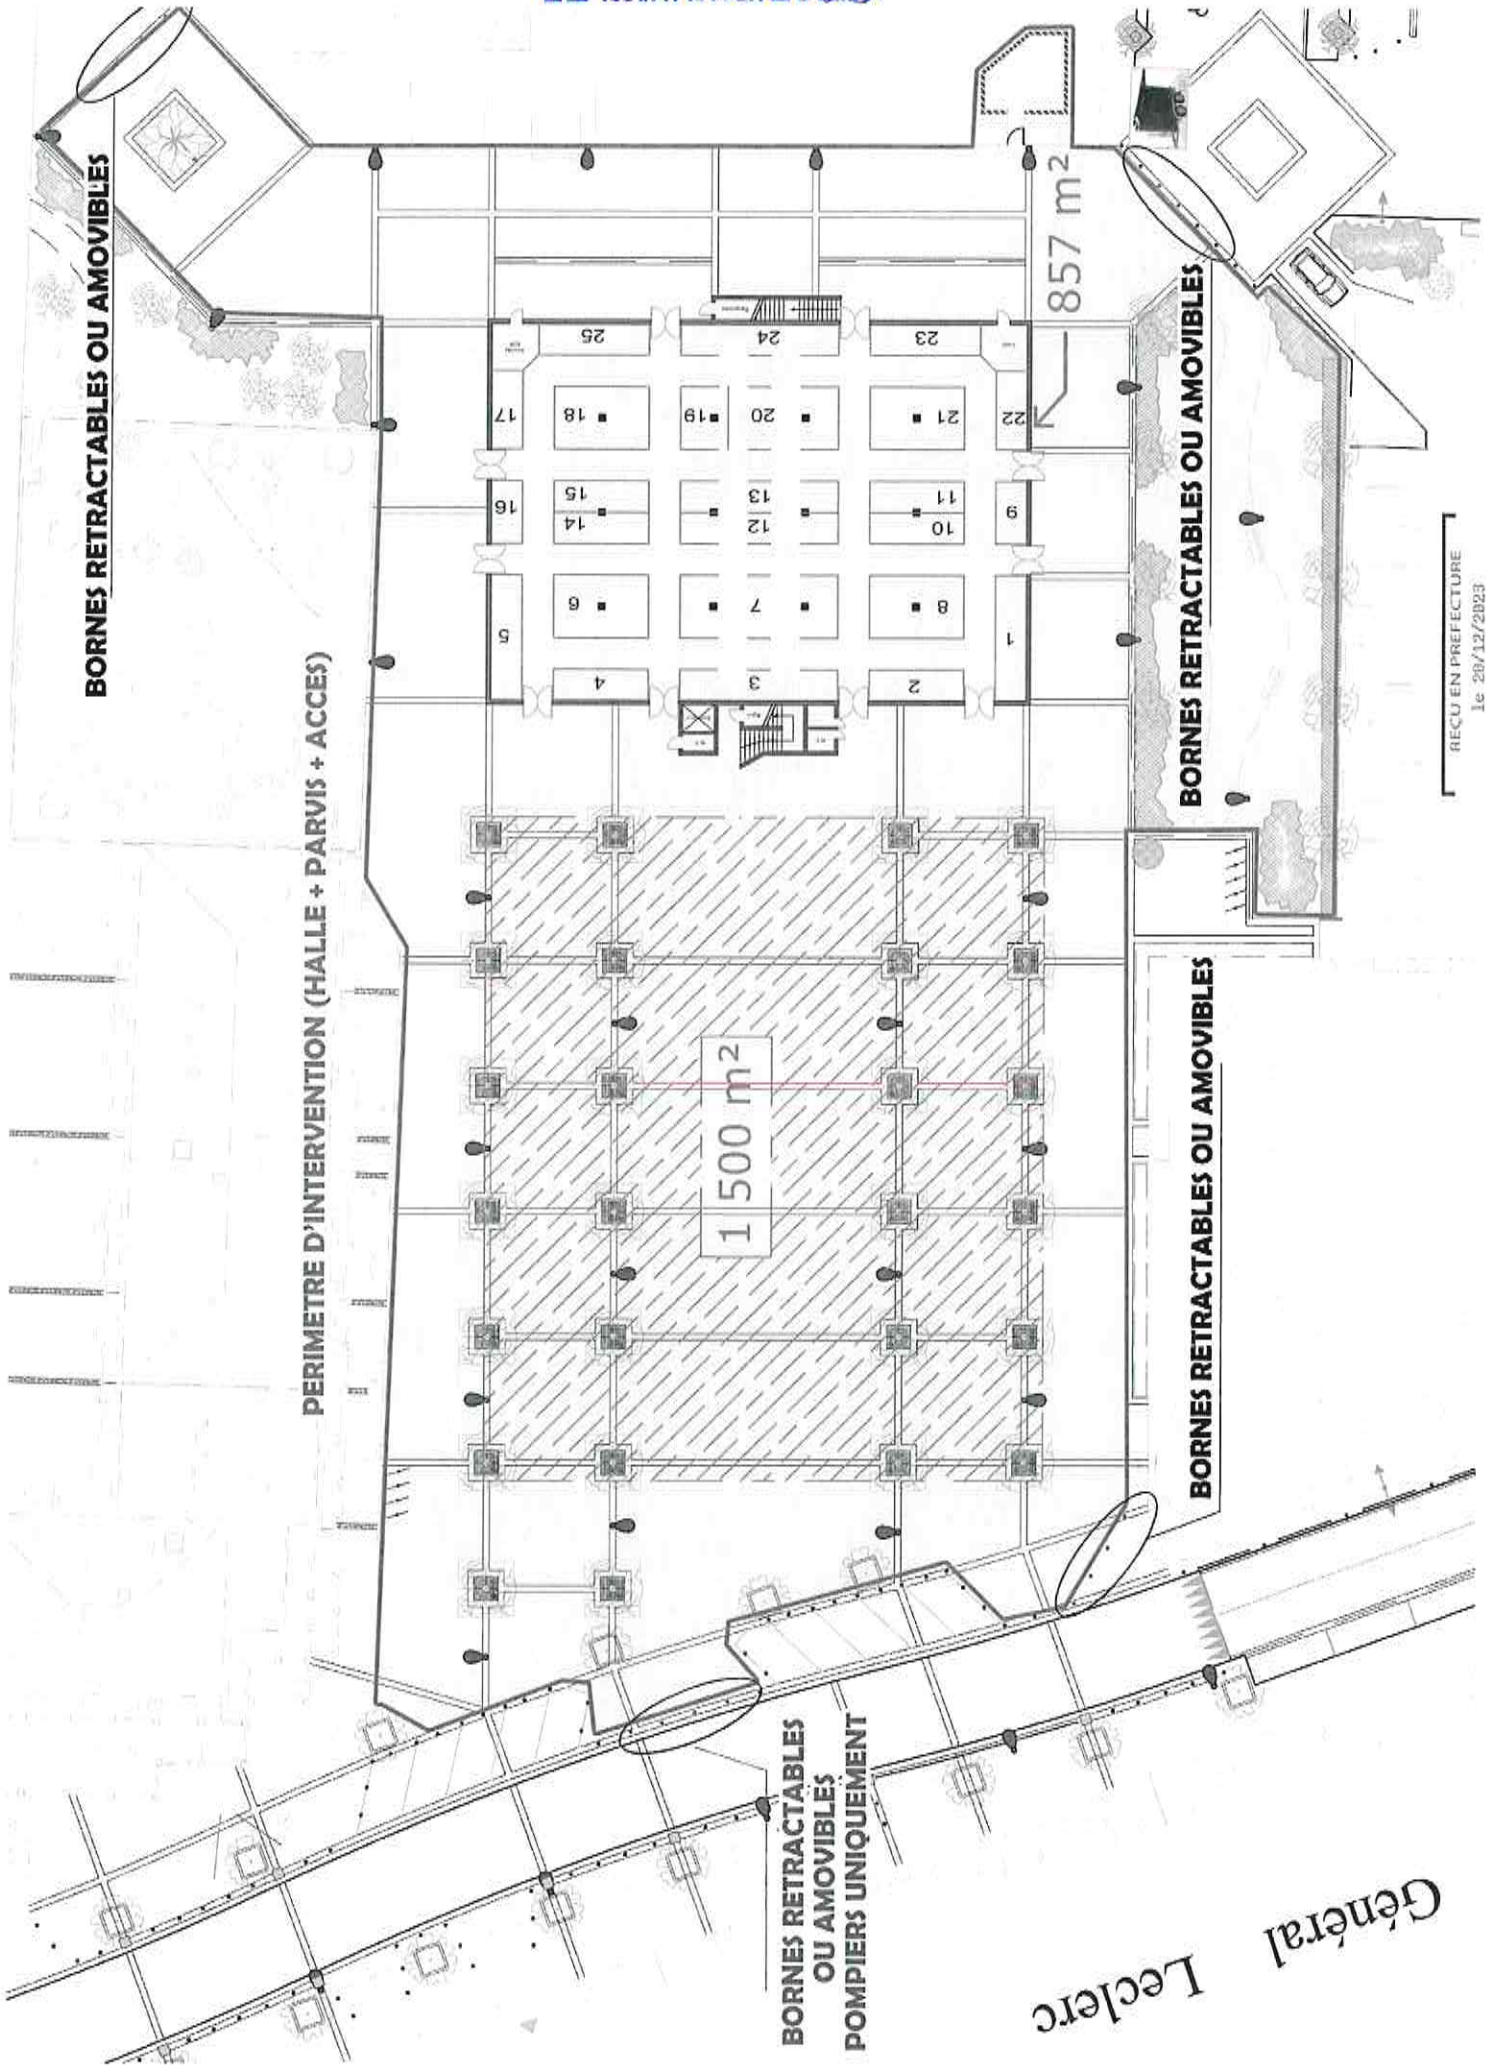 BORNES RETRACTABLES OU AMOVIBLES
PERIMETRE D'INTERVENTION (HALLE + PARVIS + ACCES)
857 m²
25
24
23
17
18
19
20
21
22
16
15
14
13
12
11
10
9
5
6
7
8
1
4
3
2
BORNES RETRACTABLES OU AMOVIBLES
1 500 m²
BORNES RETRACTABLES OU AMOVIBLES
BORNES RETRACTABLES
OU AMOVIBLES
POMPIERS UNIQUEMENT
Général Leclerc
REÇU EN PREFECTURE
le 20/12/2023